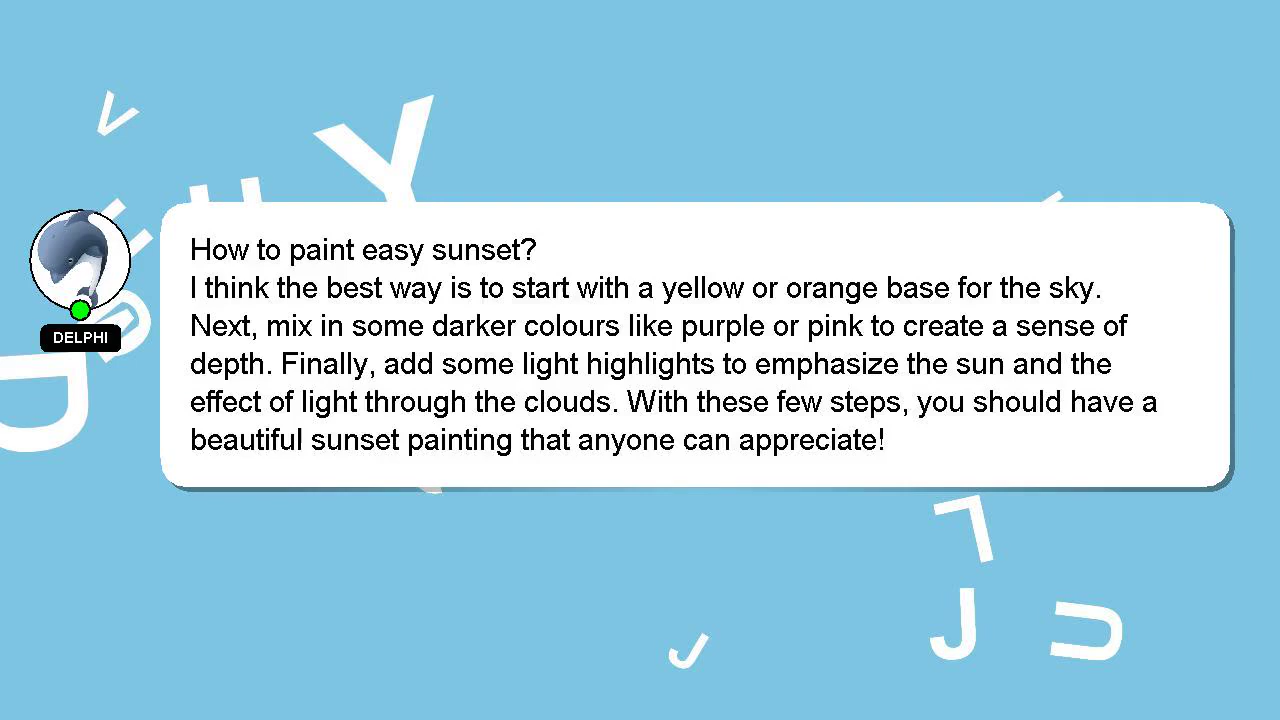 V
Y
DELPHI
How to paint easy sunset?
I think the best way is to start with a yellow or orange base for the sky.
Next, mix in some darker colours like purple or pink to create a sense of
depth. Finally, add some light highlights to emphasize the sun and the
effect of light through the clouds. With these few steps, you should have a
beautiful sunset painting that anyone can appreciate!
D
L
J
J
U